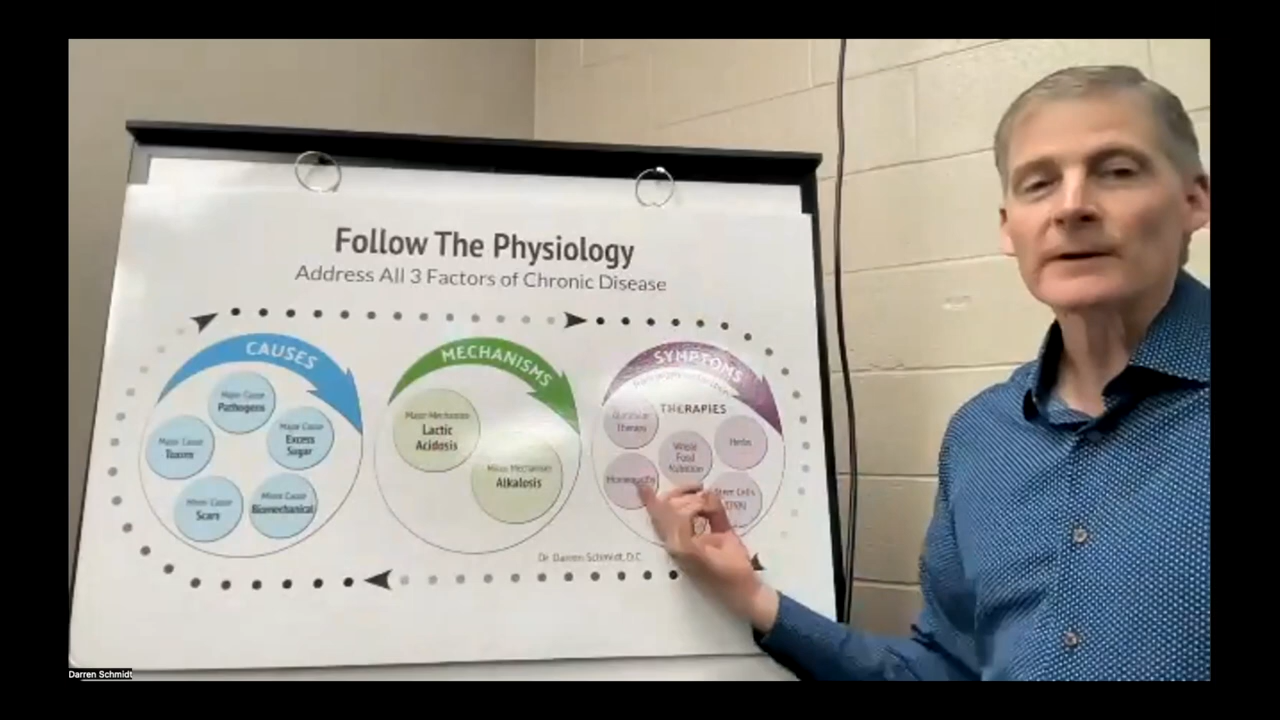 Follow The Physiology
Address All 3 Factors of Chronic Disease
CAUSES
Major Cause
Pathogens
Major Cause
Toxins
Major Cause
Excess
Sugar
Minor Cause
Scars
Minor Cause
Biomechanical
MECHANISMS
Major Mechanism
Lactic
Acidosis
Minor Mechanism
Alkalosis
SYMPTOMS
THERAPIES
Therapy
Whole
Food
Nutrition
Herbs
Homeopathy
Stem Cells
Dr. Darren Schmidt, D.C.
Darren Schmidt